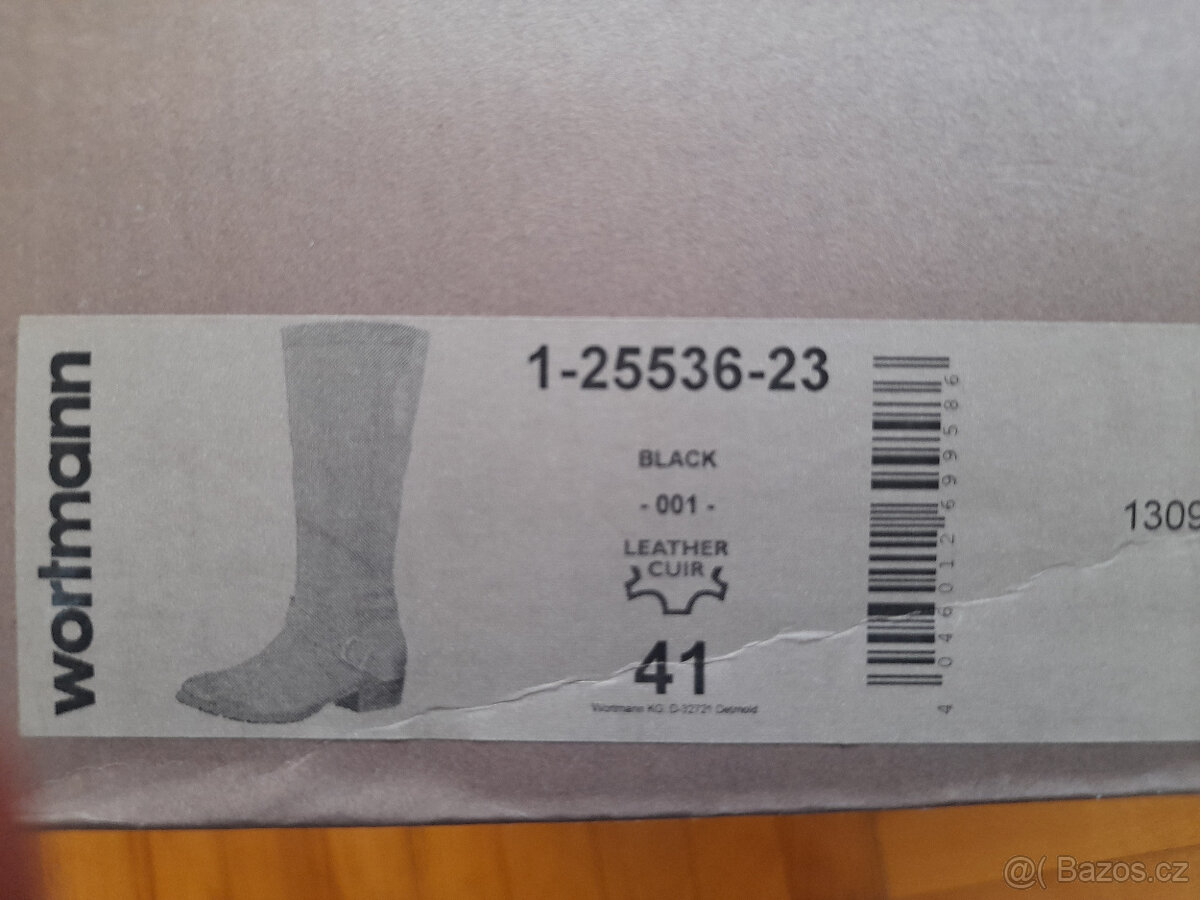 wortmann
1-25536-23
BLACK
- 001 -
LEATHER
CUIR
41
Wortmann KG. D-32721 Detmold
4 046012 699586
1309
@( Bazos.cz